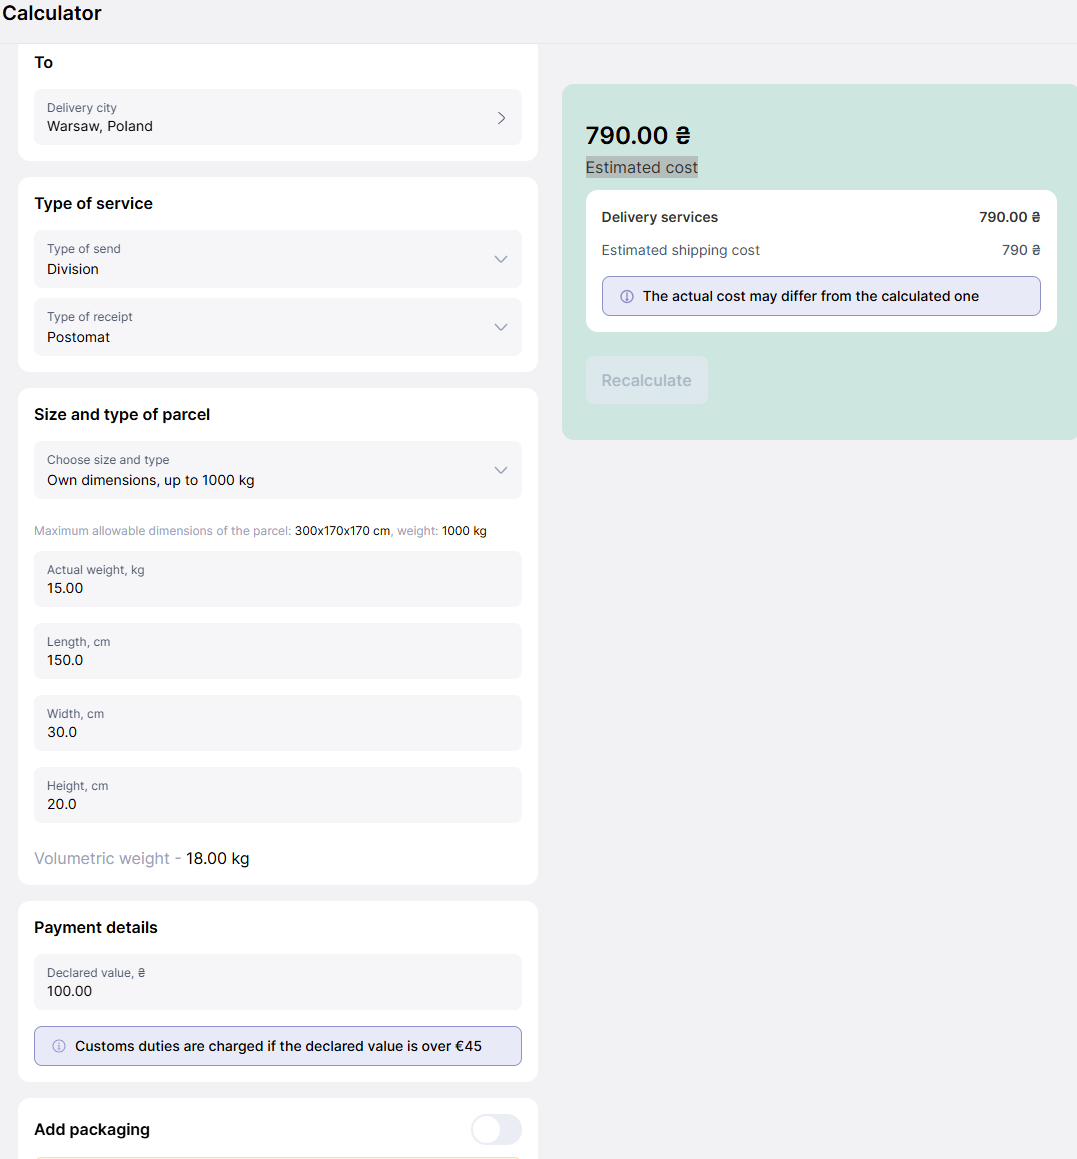 Calculator
To
Delivery city
Warsaw, Poland
Type of service
Type of send
Division
Type of receipt
Postomat
Size and type of parcel
Choose size and type
Own dimensions, up to 1000 kg
Maximum allowable dimensions of the parcel: 300x170x170 cm, weight: 1000 kg
Actual weight, kg
15.00
Length, cm
150.0
Width, cm
30.0
Height, cm
20.0
Volumetric weight - 18.00 kg
Payment details
Declared value, ₴
100.00
Customs duties are charged if the declared value is over €45
Add packaging
790.00 ₴
Estimated cost
Delivery services 790.00 ₴
Estimated shipping cost 790 ₴
The actual cost may differ from the calculated one
Recalculate